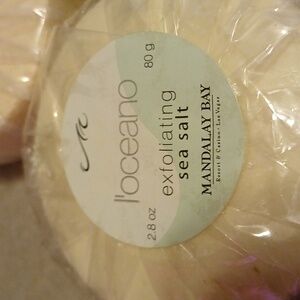 l'oceano
exfoliating
sea salt
2.8 oz
80 g
MANDALAY BAY
Resort & Casino · Las Vegas